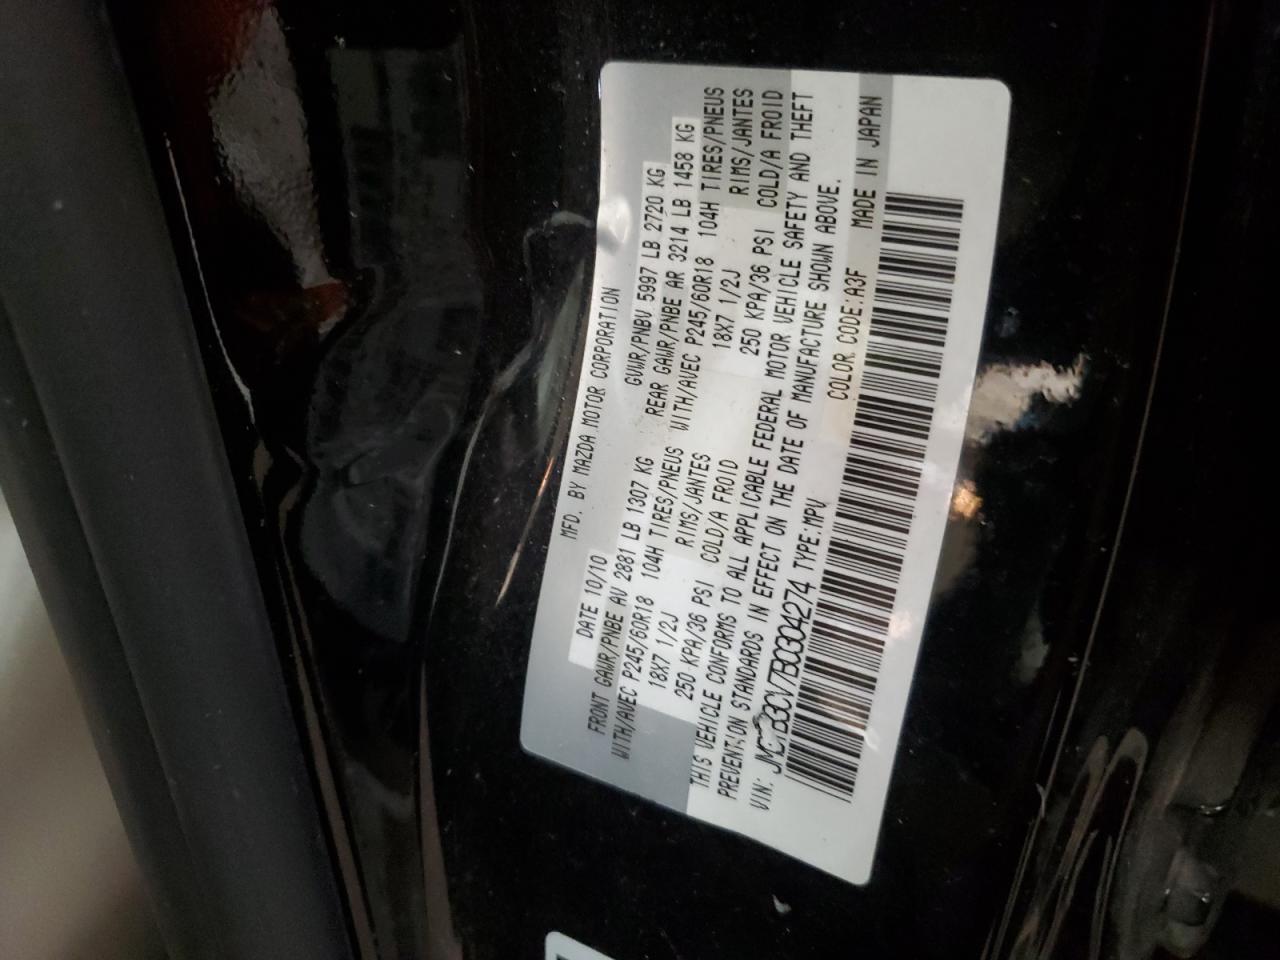 MFD. BY MAZDA MOTOR CORPORATION
DATE 10/10 GVWR/PNBV 5997 LB 2720 KG
FRONT GAWR/PNBE AV 2881 LB 1307 KG REAR GAWR/PNBE AR 3214 LB 1458 KG
WITH/AVEC P245/60R18 104H TIRES/PNEUS WITH/AVEC P245/60R18 104H TIRES/PNEUS
18X7 1/2J RIMS/JANTES 18X7 1/2J RIMS/JANTES
250 KPA/36 PSI COLD/A FROID 250 KPA/36 PSI COLD/A FROID
THIS VEHICLE CONFORMS TO ALL APPLICABLE FEDERAL MOTOR VEHICLE SAFETY AND THEFT
PREVENTION STANDARDS IN EFFECT ON THE DATE OF MANUFACTURE SHOWN ABOVE.
VIN: TYPE:MPV COLOR CODE:A3F MADE IN JAPAN